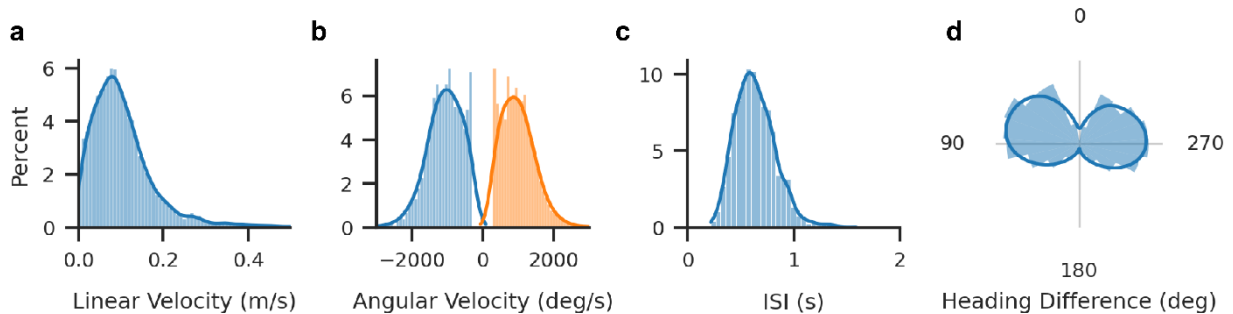 a
b
c
d
Percent
6
4
2
0
0.0
0.2
0.4
Linear Velocity (m/s)
6
4
2
0
−2000
0
2000
Angular Velocity (deg/s)
10
5
0
0
1
2
ISI (s)
0
90
270
180
Heading Difference (deg)